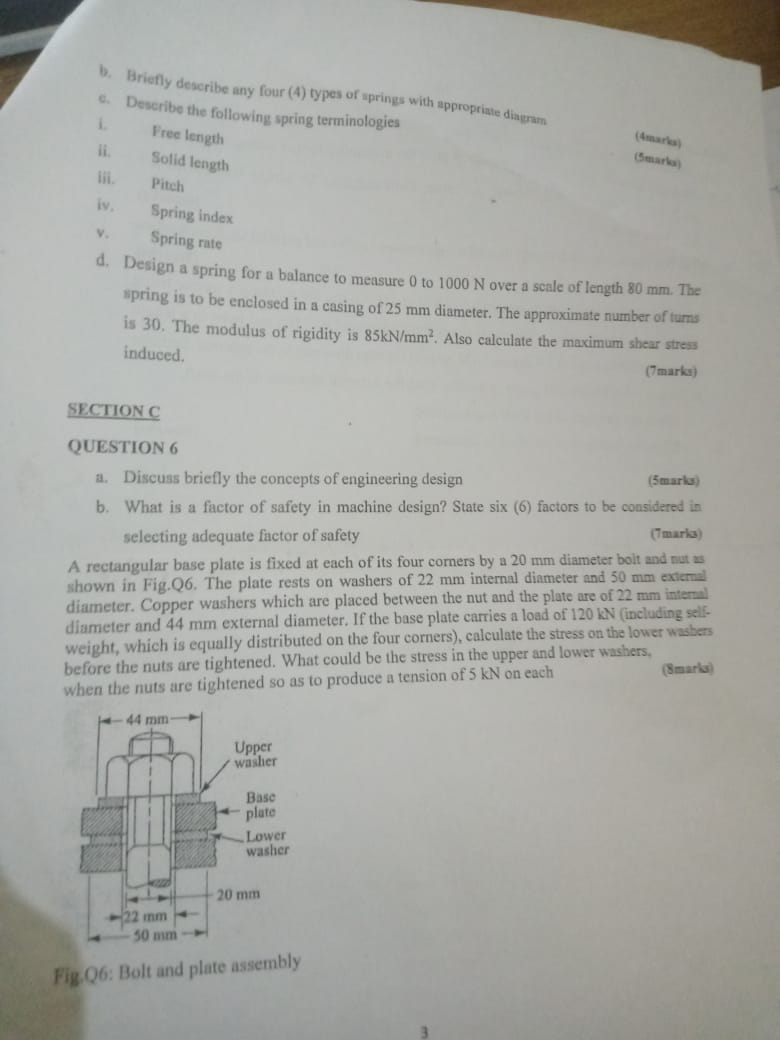 b. Briefly describe any four (4) types of springs with appropriate diagram (4marks)
c. Describe the following spring terminologies (5marks)
i. Free length
ii. Solid length
iii. Pitch
iv. Spring index
v. Spring rate
d. Design a spring for a balance to measure 0 to 1000 N over a scale of length 80 mm. The
spring is to be enclosed in a casing of 25 mm diameter. The approximate number of turns
is 30. The modulus of rigidity is 85kN/mm². Also calculate the maximum shear stress
induced. (7marks)
SECTION C
QUESTION 6
a. Discuss briefly the concepts of engineering design (5marks)
b. What is a factor of safety in machine design? State six (6) factors to be considered in
selecting adequate factor of safety (7marks)
A rectangular base plate is fixed at each of its four corners by a 20 mm diameter bolt and nut as
shown in Fig.Q6. The plate rests on washers of 22 mm internal diameter and 50 mm external
diameter. Copper washers which are placed between the nut and the plate are of 22 mm internal
diameter and 44 mm external diameter. If the base plate carries a load of 120 kN (including self-
weight, which is equally distributed on the four corners), calculate the stress on the lower washers
before the nuts are tightened. What could be the stress in the upper and lower washers,
when the nuts are tightened so as to produce a tension of 5 kN on each (8marks)
44 mm
Upper
washer
Base
plate
Lower
washer
20 mm
22 mm
50 mm
Fig.Q6: Bolt and plate assembly
3